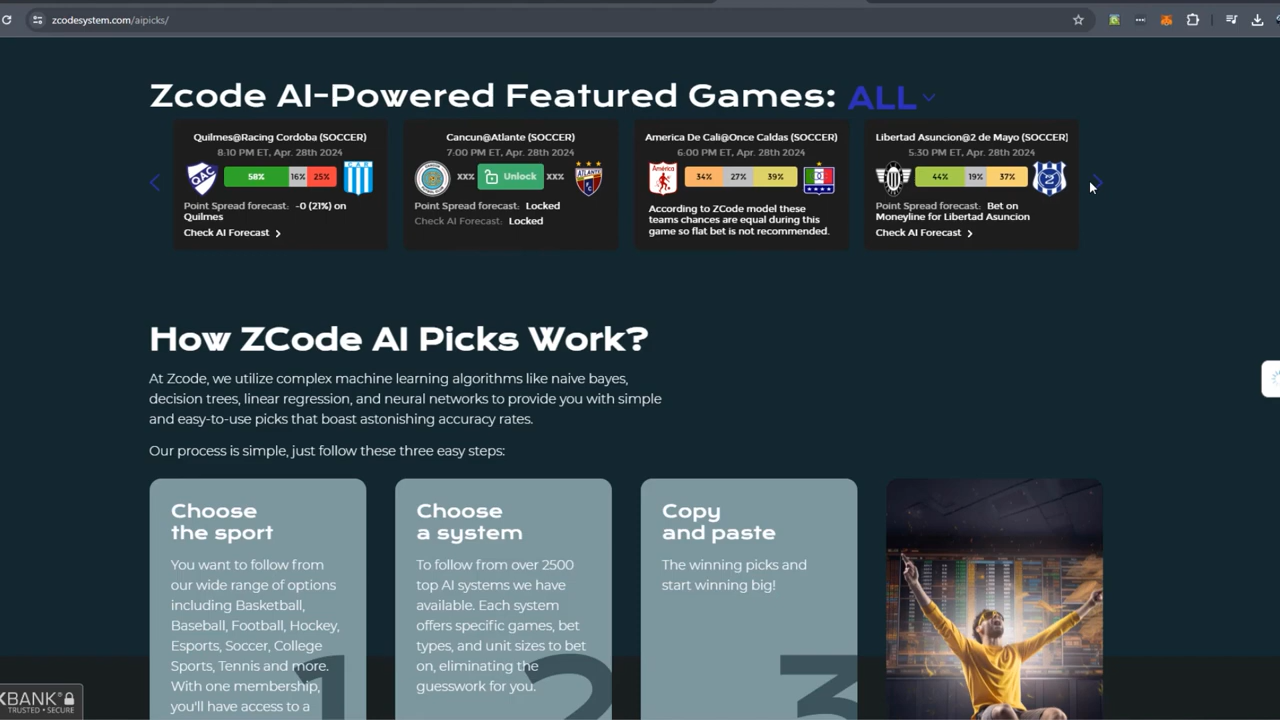 zcodesystem.com/aipicks/
Zcode AI-Powered Featured Games: ALL
Quilmes@Racing Cordoba (SOCCER)
8:10 PM ET, Apr. 28th 2024
QAC
58% 16% 25%
Point Spread forecast: -0 (21%) on
Quilmes
Check AI Forecast
Cancun@Atlante (SOCCER)
7:00 PM ET, Apr. 28th 2024
xxx Unlock xxx
Point Spread forecast: Locked
Check AI Forecast: Locked
America De Cali@Once Caldas (SOCCER)
6:00 PM ET, Apr. 28th 2024
34% 27% 39%
According to ZCode model these
teams chances are equal during this
game so flat bet is not recommended.
Libertad Asuncion@2 de Mayo (SOCCER)
5:30 PM ET, Apr. 28th 2024
44% 19% 37%
Point Spread forecast: Bet on
Moneyline for Libertad Asuncion
Check AI Forecast
How ZCode AI Picks Work?
At Zcode, we utilize complex machine learning algorithms like naive bayes,
decision trees, linear regression, and neural networks to provide you with simple
and easy-to-use picks that boast astonishing accuracy rates.
Our process is simple, just follow these three easy steps:
Choose
the sport
You want to follow from
our wide range of options
including Basketball,
Baseball, Football, Hockey,
Esports, Soccer, College
Sports, Tennis and more.
With one membership,
you'll have access to a
1
Choose
a system
To follow from over 2500
top AI systems we have
available. Each system
offers specific games, bet
types, and unit sizes to bet
on, eliminating the
guesswork for you.
2
Copy
and paste
The winning picks and
start winning big!
3
KBANK
TRUSTED • SECURE